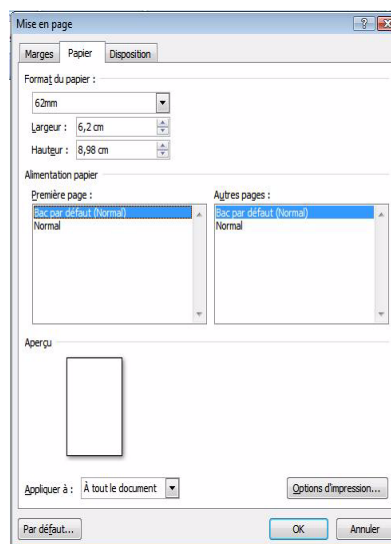 Mise en page
Marges Papier Disposition
Format du papier :
62mm
Largeur : 6,2 cm
Hauteur : 8,98 cm
Alimentation papier
Première page :
Autres pages :
Bac par défaut (Normal)
Normal
Bac par défaut (Normal)
Normal
Aperçu
Appliquer à : À tout le document
Options d'impression...
Par défaut... OK Annuler